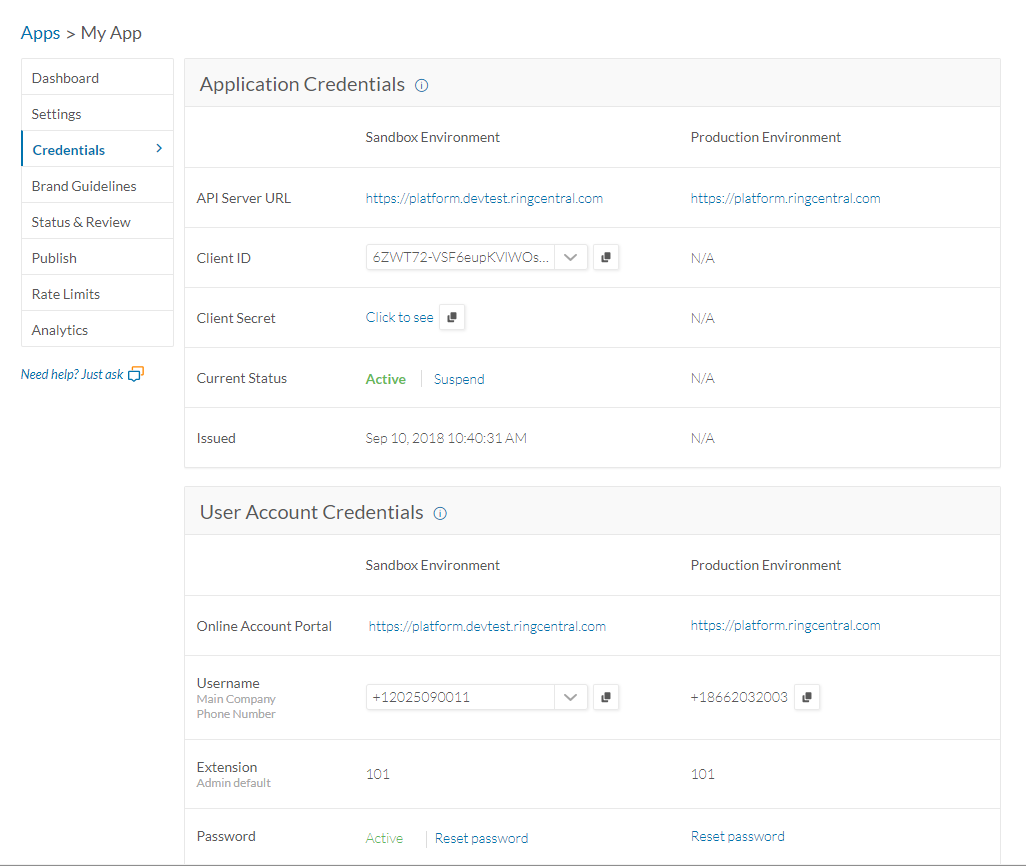 Apps > My App
Dashboard
Settings
Credentials
Brand Guidelines
Status & Review
Publish
Rate Limits
Analytics
Need help? Just ask
Application Credentials
Sandbox Environment Production Environment
API Server URL https://platform.devtest.ringcentral.com https://platform.ringcentral.com
Client ID 6ZWT72-VSF6eupKVlWOs... N/A
Client Secret Click to see N/A
Current Status Active Suspend N/A
Issued Sep 10, 2018 10:40:31 AM N/A
User Account Credentials
Sandbox Environment Production Environment
Online Account Portal https://platform.devtest.ringcentral.com https://platform.ringcentral.com
Username
Main Company
Phone Number
+12025090011 +18662032003
Extension
Admin default
101 101
Password Active Reset password Reset password